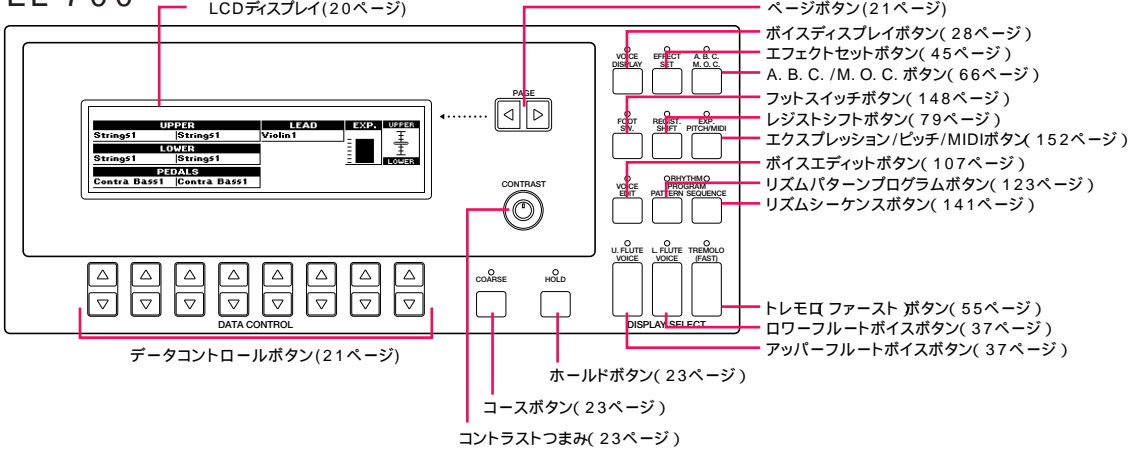 LCDディスプレイ(20ページ)
ページボタン(21ページ)
ボイスディスプレイボタン(28ページ)
エフェクトセットボタン(45ページ)
A. B. C. /M. O. C. ボタン(66ページ)
フットスイッチボタン(148ページ)
レジストシフトボタン(79ページ)
エクスプレッション/ピッチ/MIDIボタン(152ページ)
ボイスエディットボタン(107ページ)
リズムパターンプログラムボタン(123ページ)
リズムシーケンスボタン(141ページ)
トレモロ(ファースト)ボタン(55ページ)
ロワーフルートボイスボタン(37ページ)
アッパーフルートボイスボタン(37ページ)
VOICE DISPLAY
EFFECT SET
A. B. C. M. O. C.
FOOT SW.
REGIST. SHIFT
EXP. PITCH/MIDI
RHYTHM PROGRAM
VOICE EDIT
PATTERN
SEQUENCE
U. FLUTE VOICE
L. FLUTE VOICE
TREMOLO (FAST)
DISPLAY SELECT
PAGE
UPPER LEAD EXP. UPPER
Strings1 Strings1 Violin1
LOWER
Strings1 Strings1
LOWER
PEDALS
Contra Bass1 Contra Bass1
CONTRAST
COARSE
HOLD
DATA CONTROL
データコントロールボタン(21ページ)
ホールドボタン(23ページ)
コースボタン(23ページ)
コントラストつまみ(23ページ)